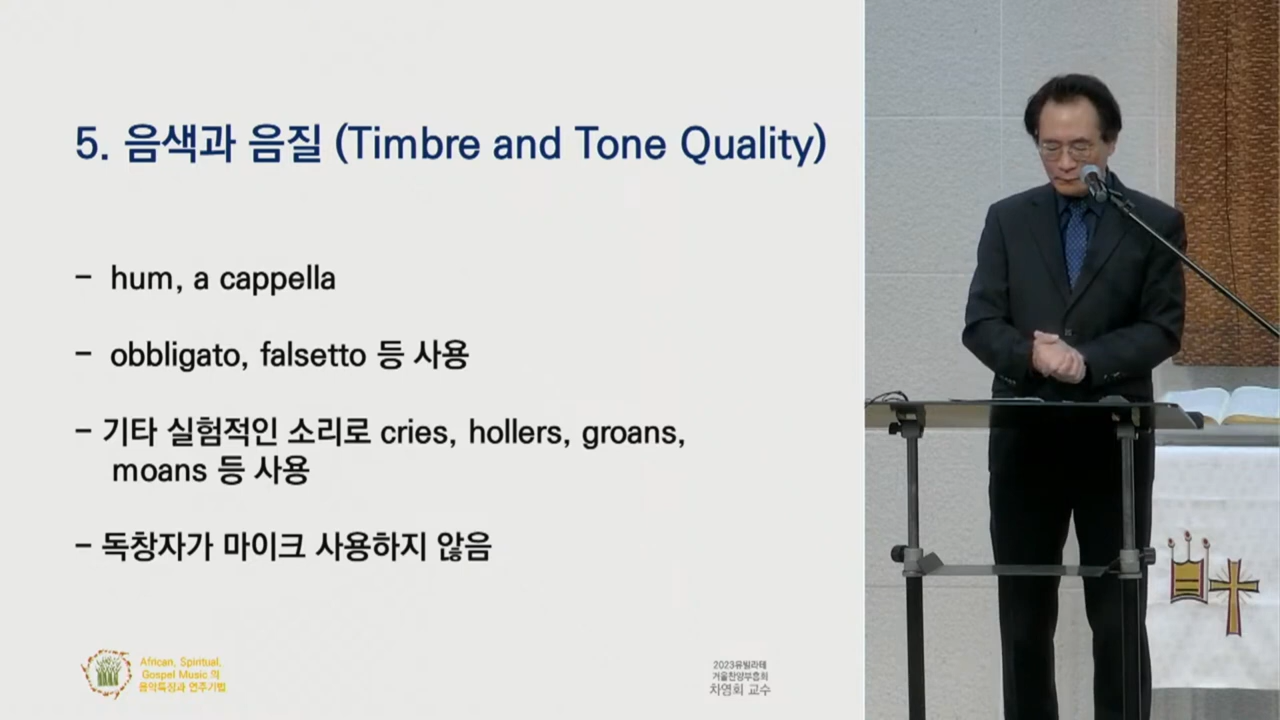 5. 음색과 음질 (Timbre and Tone Quality)
- hum, a cappella
- obbligato, falsetto 등 사용
- 기타 실험적인 소리로 cries, hollers, groans,
moans 등 사용
- 독창자가 마이크 사용하지 않음
African, Spiritual,
Gospel Music 의
음악특징과 연주기법
2023유빌라테
겨울찬양부흥회
차영회 교수